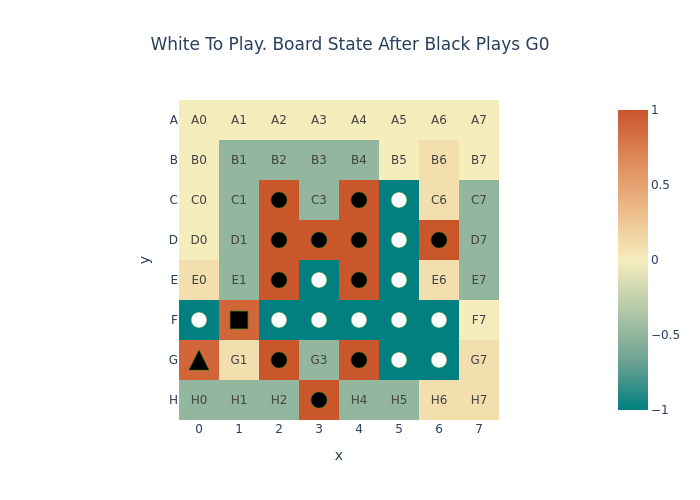 White To Play. Board State After Black Plays G0
A A0 A1 A2 A3 A4 A5 A6 A7
B B0 B1 B2 B3 B4 B5 B6 B7
C C0 C1 C3 C6 C7
D D0 D1 D7
E E0 E1 E6 E7
F F7
G G1 G3 G7
H H0 H1 H2 H4 H5 H6 H7
0 1 2 3 4 5 6 7
x
y
1
0.5
0
−0.5
−1